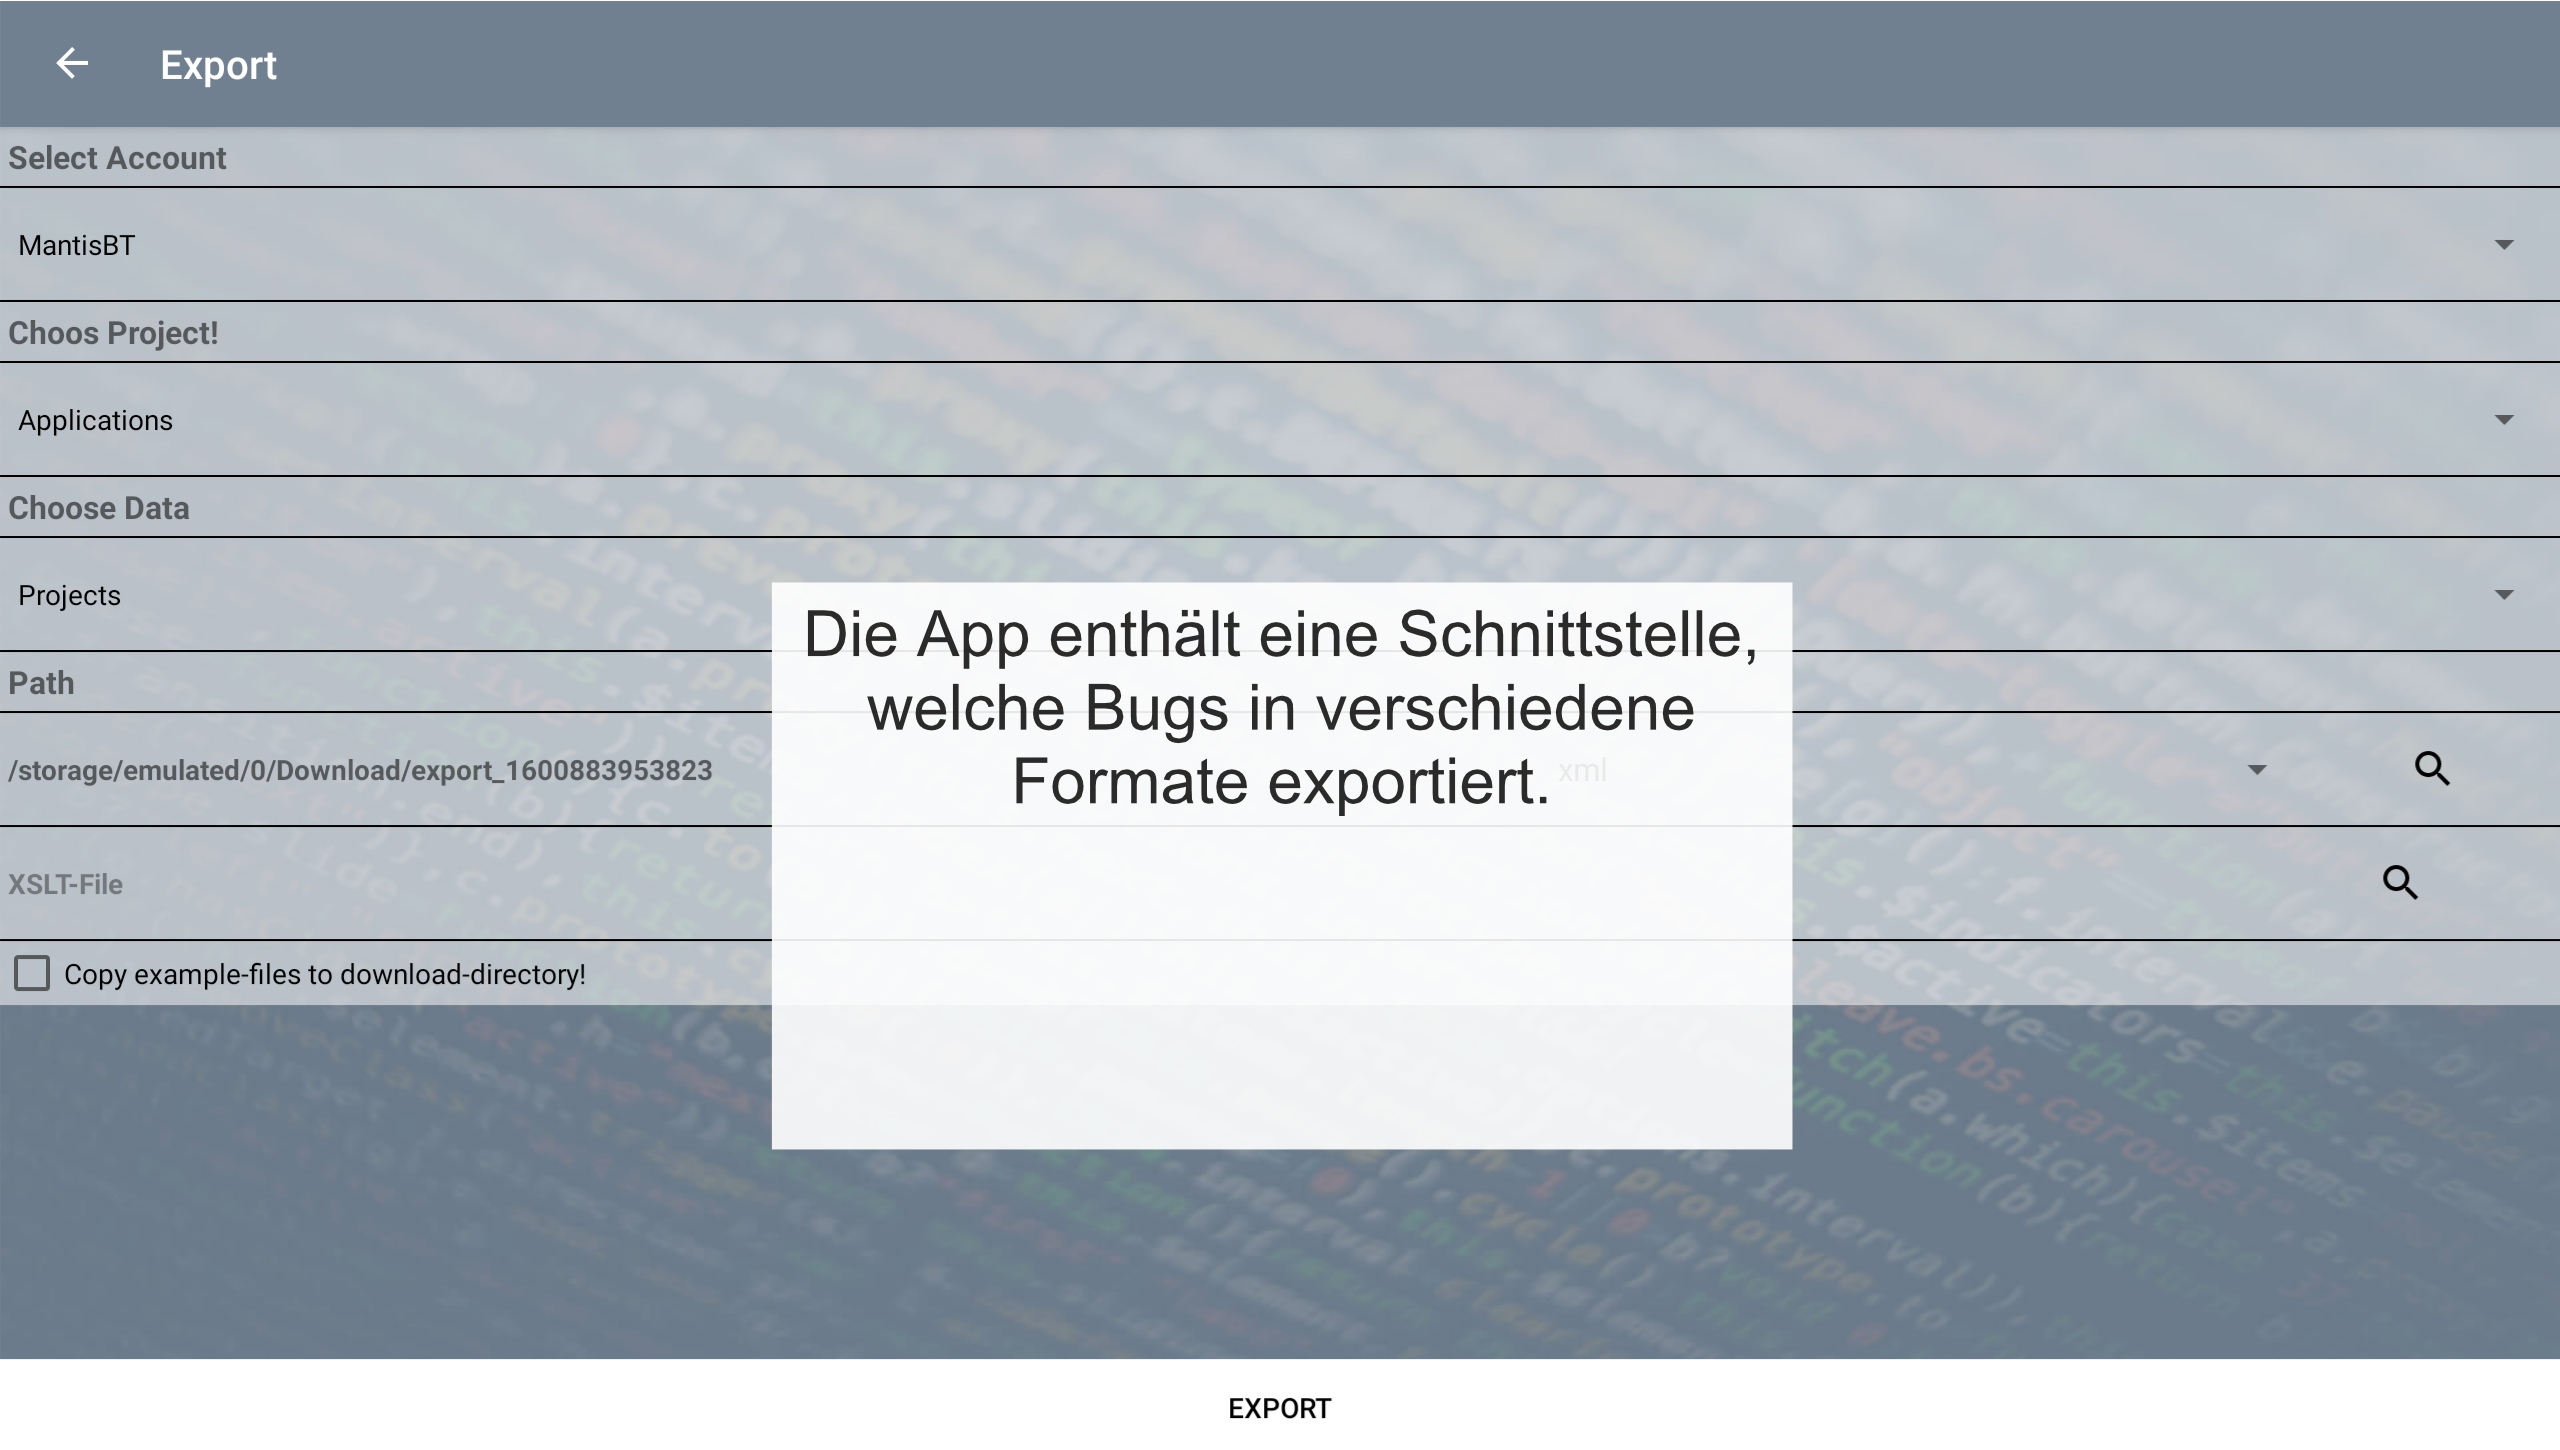 Export
Select Account
MantisBT
Choos Project!
Applications
Choose Data
Projects
Path
/storage/emulated/0/Download/export_1600883953823
xml
XSLT-File
Copy example-files to download-directory!
Die App enthält eine Schnittstelle,
welche Bugs in verschiedene
Formate exportiert.
EXPORT